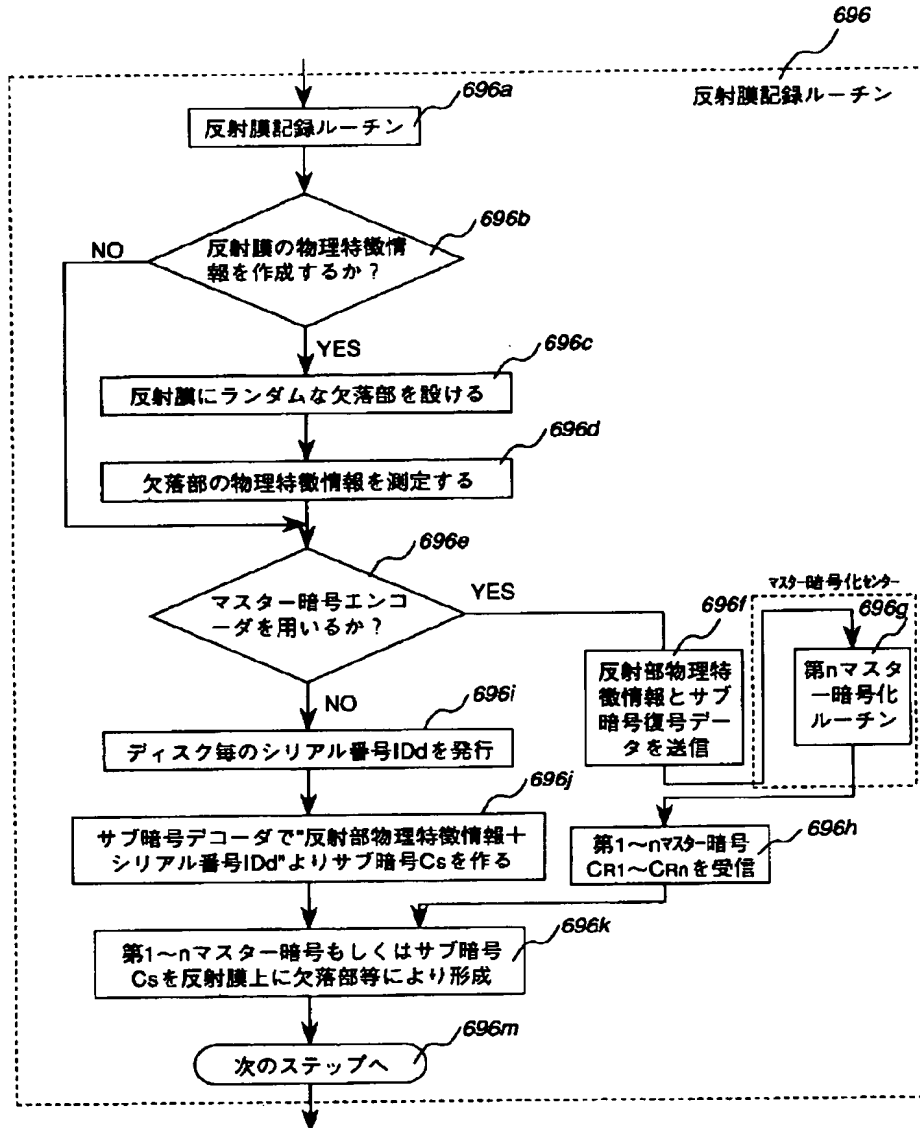 696
反射膜記録ルーチン
696a
反射膜記録ルーチン
696b
反射膜の物理特徴情
報を作成するか？
NO
YES
696c
反射膜にランダムな欠落部を設ける
696d
欠落部の物理特徴情報を測定する
696e
マスター暗号エンコ
ーダを用いるか？
YES
NO
696f
反射部物理特
徴情報とサブ
暗号復号デー
タを送信
マスター暗号化センター
696g
第nマスタ
ー暗号化
ルーチン
696h
第1～nマスター暗号
CR1～CRnを受信
696i
ディスク毎のシリアル番号IDdを発行
696j
サブ暗号デコーダで"反射部物理特徴情報＋
シリアル番号IDd"よりサブ暗号Csを作る
696k
第1～nマスター暗号もしくはサブ暗号
Csを反射膜上に欠落部等により形成
696m
次のステップへ